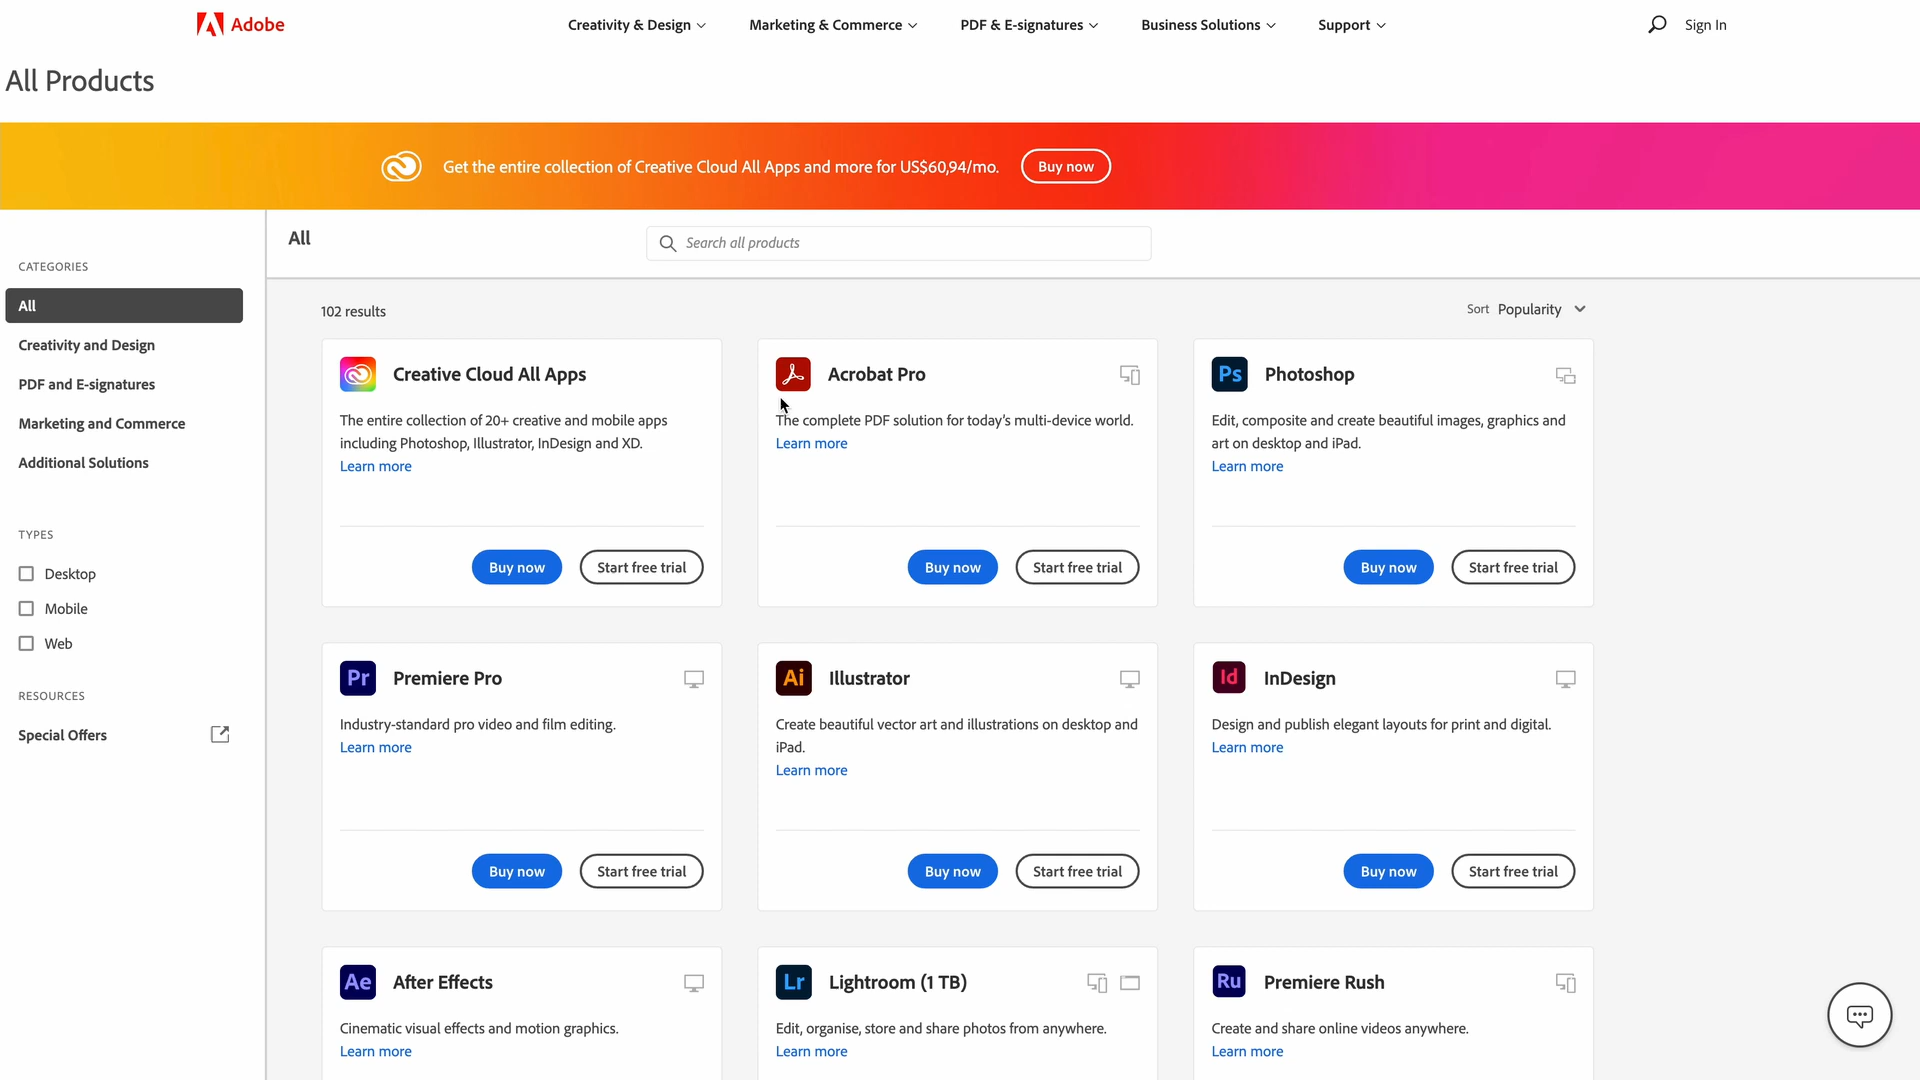 Adobe
Creativity & Design
Marketing & Commerce
PDF & E-signatures
Business Solutions
Support
Sign In
All Products
Get the entire collection of Creative Cloud All Apps and more for US$60,94/mo.
Buy now
All
Search all products
CATEGORIES
All
Creativity and Design
PDF and E-signatures
Marketing and Commerce
Additional Solutions
TYPES
Desktop
Mobile
Web
RESOURCES
Special Offers
102 results
Sort Popularity
Creative Cloud All Apps
The entire collection of 20+ creative and mobile apps
including Photoshop, Illustrator, InDesign and XD.
Learn more
Buy now
Start free trial
Acrobat Pro
The complete PDF solution for today's multi-device world.
Learn more
Buy now
Start free trial
Ps
Photoshop
Edit, composite and create beautiful images, graphics and
art on desktop and iPad.
Learn more
Buy now
Start free trial
Pr
Premiere Pro
Industry-standard pro video and film editing.
Learn more
Buy now
Start free trial
Ai
Illustrator
Create beautiful vector art and illustrations on desktop and
iPad.
Learn more
Buy now
Start free trial
Id
InDesign
Design and publish elegant layouts for print and digital.
Learn more
Buy now
Start free trial
Ae
After Effects
Cinematic visual effects and motion graphics.
Learn more
Lr
Lightroom (1 TB)
Edit, organise, store and share photos from anywhere.
Learn more
Ru
Premiere Rush
Create and share online videos anywhere.
Learn more